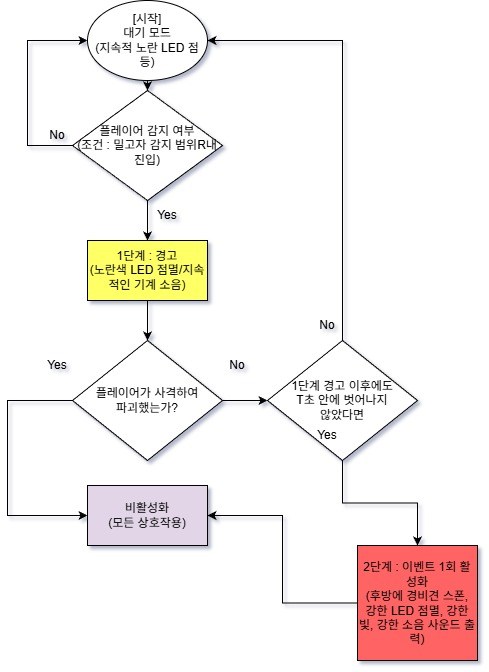 [시작]
대기 모드
(지속적 노란 LED 점
등)
플레이어 감지 여부
(조건 : 밀고자 감지 범위R내
진입)
No
Yes
1단계 : 경고
(노란색 LED 점멸/지속
적인 기계 소음)
플레이어가 사격하여
파괴했는가?
Yes
No
1단계 경고 이후에도
T초 안에 벗어나지
않았다면
No
Yes
비활성화
(모든 상호작용)
2단계 : 이벤트 1회 활
성화
(후방에 경비견 스폰,
강한 LED 점멸, 강한
빛, 강한 소음 사운드 출
력)